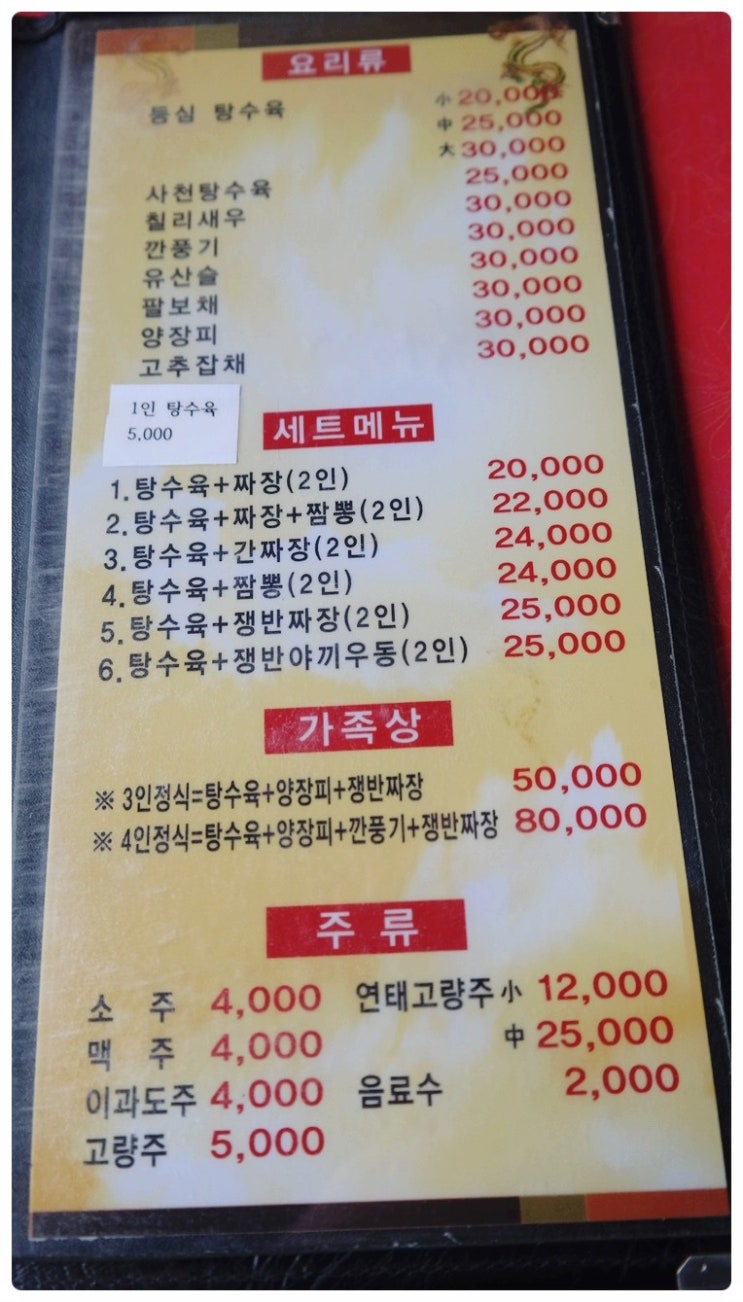 요리류
등심 탕수육 小 20,000
中 25,000
大 30,000
사천탕수육 25,000
칠리새우 30,000
깐풍기 30,000
유산슬 30,000
팔보채 30,000
양장피 30,000
고추잡채 30,000
1인 탕수육
5,000
세트메뉴
1. 탕수육+짜장(2인) 20,000
2. 탕수육+짜장+짬뽕(2인) 22,000
3. 탕수육+간짜장(2인) 24,000
4. 탕수육+짬뽕(2인) 24,000
5. 탕수육+쟁반짜장(2인) 25,000
6. 탕수육+쟁반야끼우동(2인) 25,000
가족상
※ 3인정식=탕수육+양장피+쟁반짜장 50,000
※ 4인정식=탕수육+양장피+깐풍기+쟁반짜장 80,000
주 류
소 주 4,000 연태고량주 小 12,000
맥 주 4,000 中 25,000
이과도주 4,000 음료수 2,000
고량주 5,000